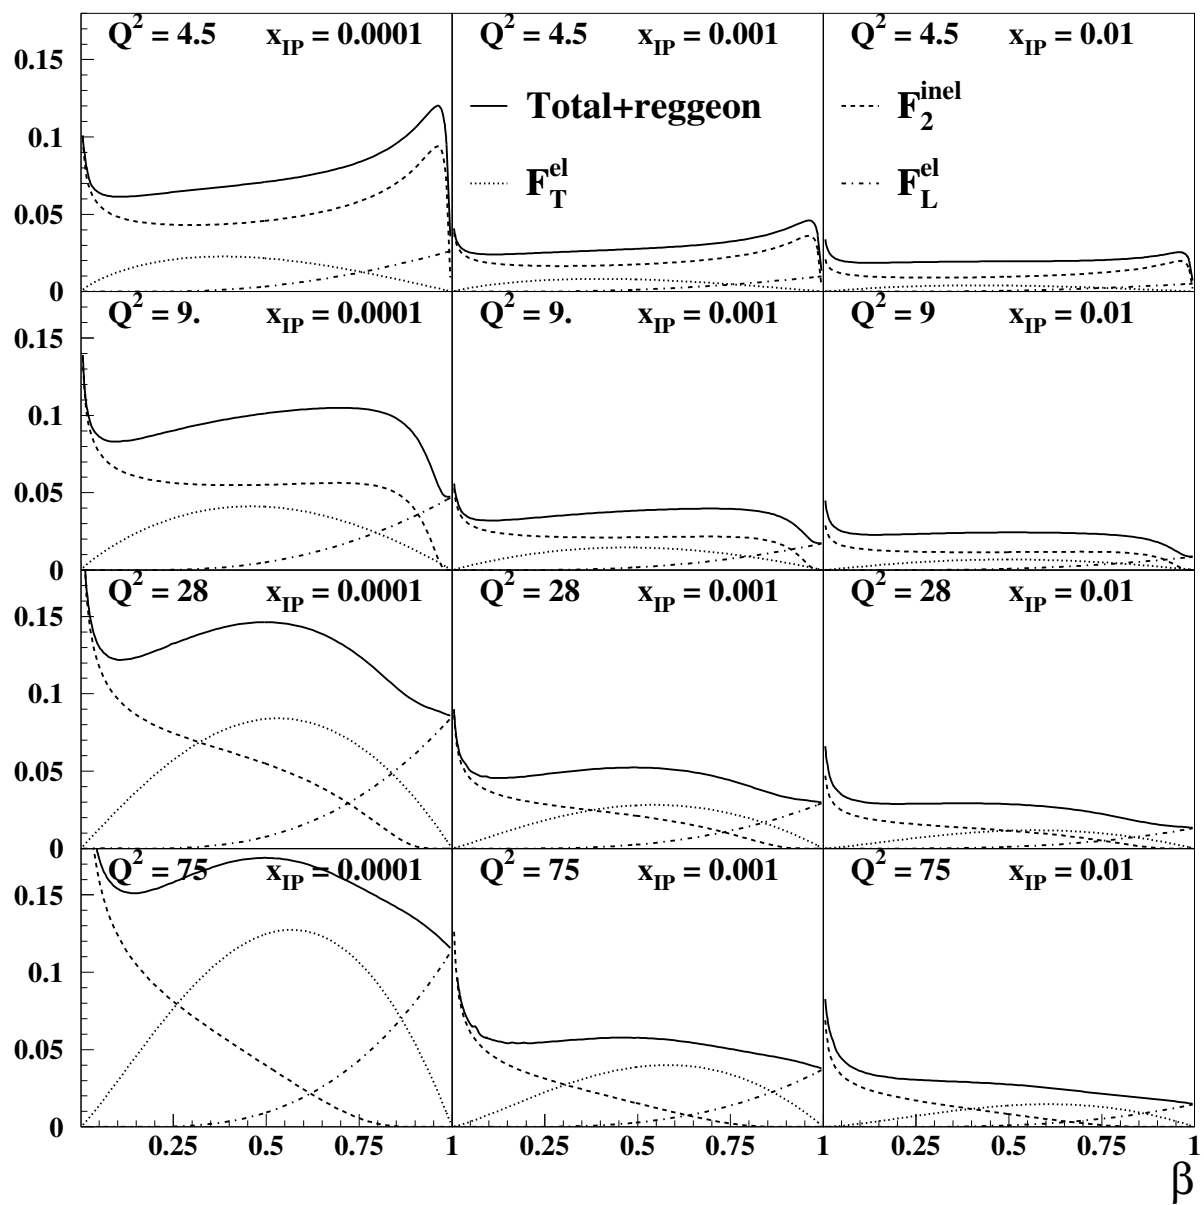 Q² = 4.5 x_IP = 0.0001 Q² = 4.5 x_IP = 0.001 Q² = 4.5 x_IP = 0.01
0.15
Total+reggeon F₂^inel
0.1
F_T^el F_L^el
0.05
0
Q² = 9. x_IP = 0.0001 Q² = 9. x_IP = 0.001 Q² = 9 x_IP = 0.01
0.15
0.1
0.05
0
Q² = 28 x_IP = 0.0001 Q² = 28 x_IP = 0.001 Q² = 28 x_IP = 0.01
0.15
0.1
0.05
0
Q² = 75 x_IP = 0.0001 Q² = 75 x_IP = 0.001 Q² = 75 x_IP = 0.01
0.15
0.1
0.05
0
0.25 0.5 0.75 1 0.25 0.5 0.75 1 0.25 0.5 0.75 1
β